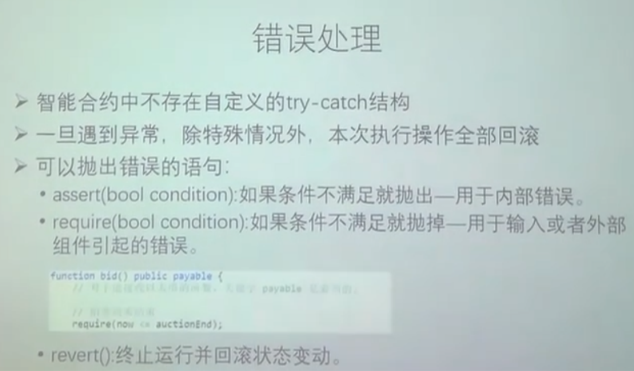 错误处理
➢ 智能合约中不存在自定义的try-catch结构
➢ 一旦遇到异常，除特殊情况外，本次执行操作全部回滚
➢ 可以抛出错误的语句：
• assert(bool condition):如果条件不满足就抛出—用于内部错误。
• require(bool condition):如果条件不满足就抛掉—用于输入或者外部
组件引起的错误。
function bid() public payable {
// payable
//
require(now <= auctionEnd);
• revert():终止运行并回滚状态变动。